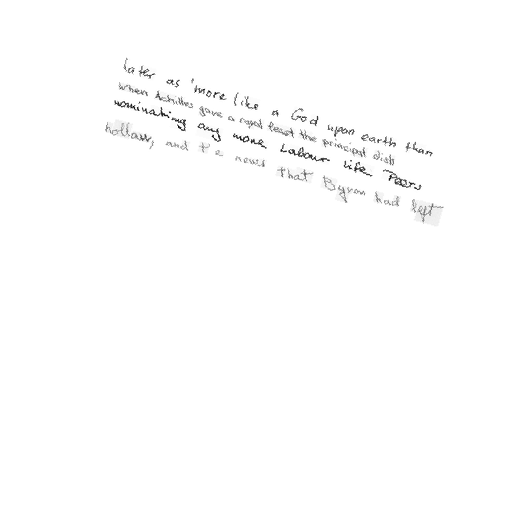 later as 'more like a God upon earth than
when Achilles gave a royal feast the principal dish
nominating any more Labour life Peers
hollow, and the news that Byron had left